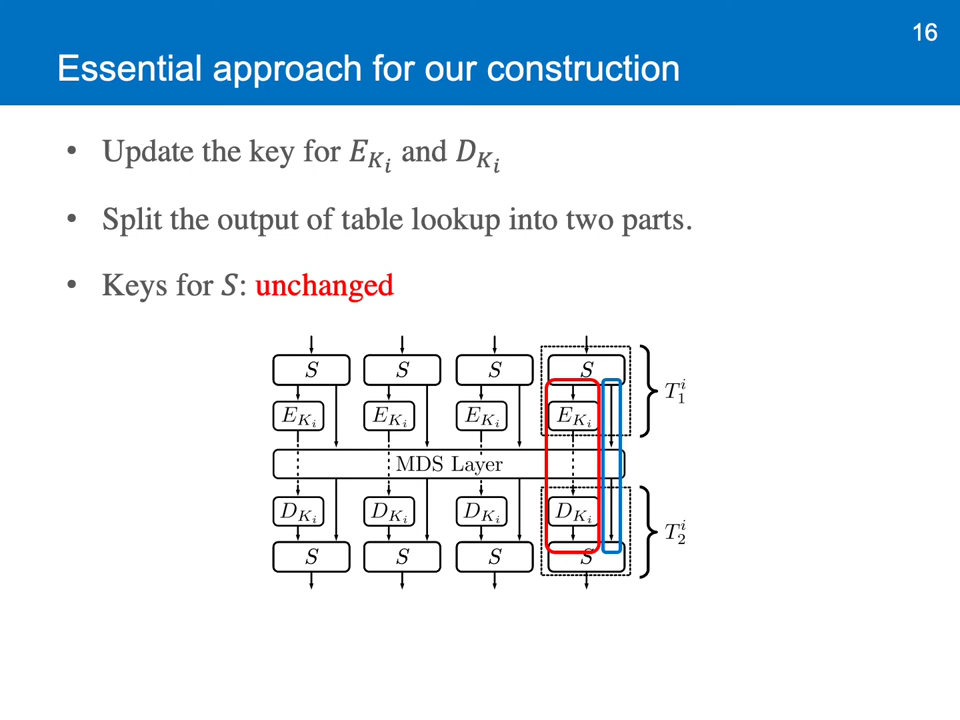 16
Essential approach for our construction
• Update the key for $E_{K_i}$ and $D_{K_i}$
• Split the output of table lookup into two parts.
• Keys for $S$: unchanged
$S$ $S$ $S$ $S$
$T_1^i$
$E_{K_i}$ $E_{K_i}$ $E_{K_i}$ $E_{K_i}$
MDS Layer
$D_{K_i}$ $D_{K_i}$ $D_{K_i}$ $D_{K_i}$
$T_2^i$
$S$ $S$ $S$ $S$